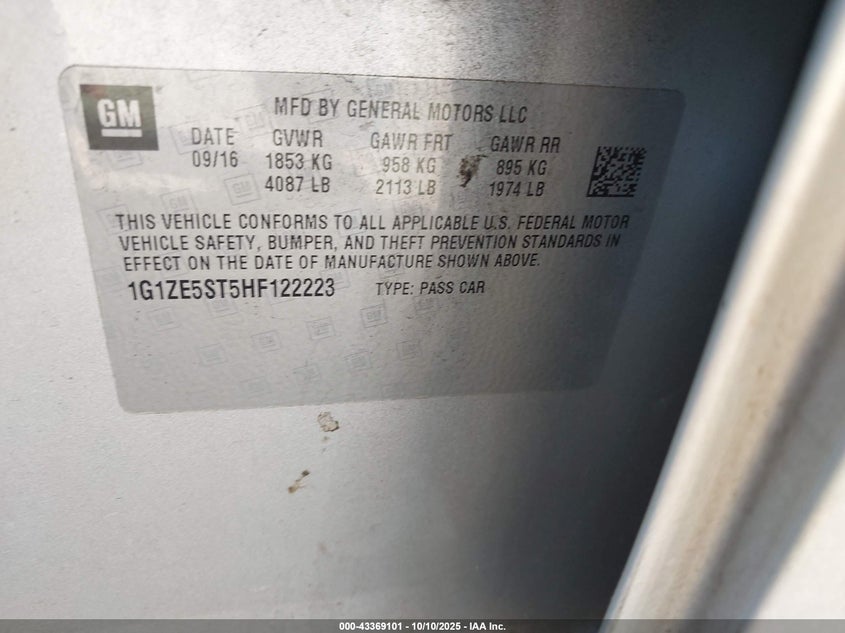 GM
MFD BY GENERAL MOTORS LLC
DATE GVWR GAWR FRT GAWR RR
09/16 1853 KG 958 KG 895 KG
4087 LB 2113 LB 1974 LB
THIS VEHICLE CONFORMS TO ALL APPLICABLE U.S. FEDERAL MOTOR
VEHICLE SAFETY, BUMPER, AND THEFT PREVENTION STANDARDS IN
EFFECT ON THE DATE OF MANUFACTURE SHOWN ABOVE.
1G1ZE5ST5HF122223 TYPE: PASS CAR
000-43369101 - 10/10/2025 - IAA Inc.